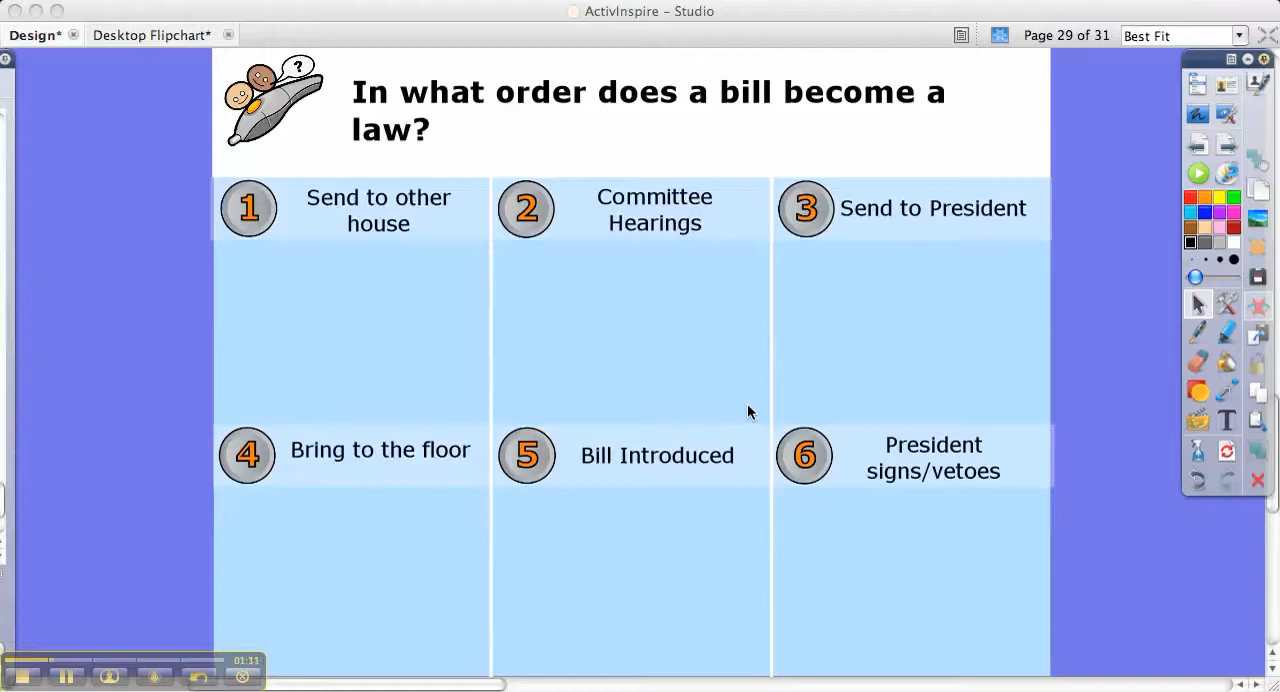 ActivInspire – Studio
Design*
Desktop Flipchart*
Page 29 of 31
Best Fit
?
In what order does a bill become a
law?
1
Send to other
house
2
Committee
Hearings
3
Send to President
4
Bring to the floor
5
Bill Introduced
6
President
signs/vetoes
T
01:11